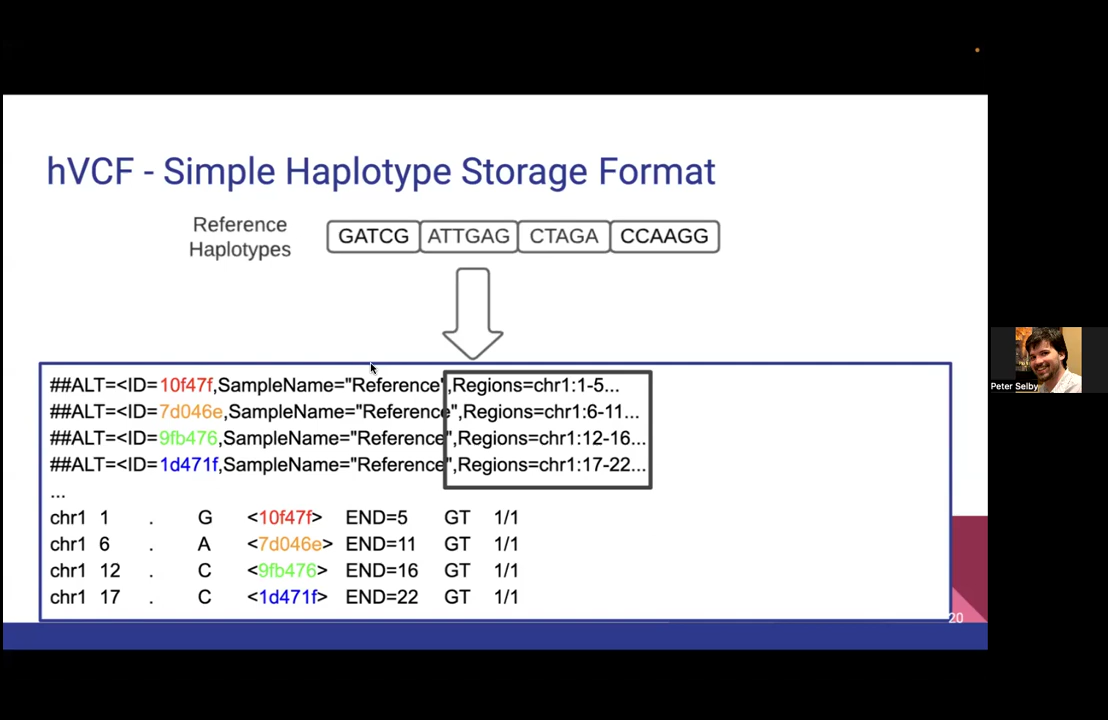 hVCF - Simple Haplotype Storage Format
Reference
Haplotypes
GATCG ATTGAG CTAGA CCAAGG
##ALT=<ID=10f47f,SampleName="Reference",Regions=chr1:1-5...
##ALT=<ID=7d046e,SampleName="Reference",Regions=chr1:6-11...
##ALT=<ID=9fb476,SampleName="Reference",Regions=chr1:12-16...
##ALT=<ID=1d471f,SampleName="Reference",Regions=chr1:17-22...
...
chr1 1 . G <10f47f> END=5 GT 1/1
chr1 6 . A <7d046e> END=11 GT 1/1
chr1 12 . C <9fb476> END=16 GT 1/1
chr1 17 . C <1d471f> END=22 GT 1/1
20
Peter Selby